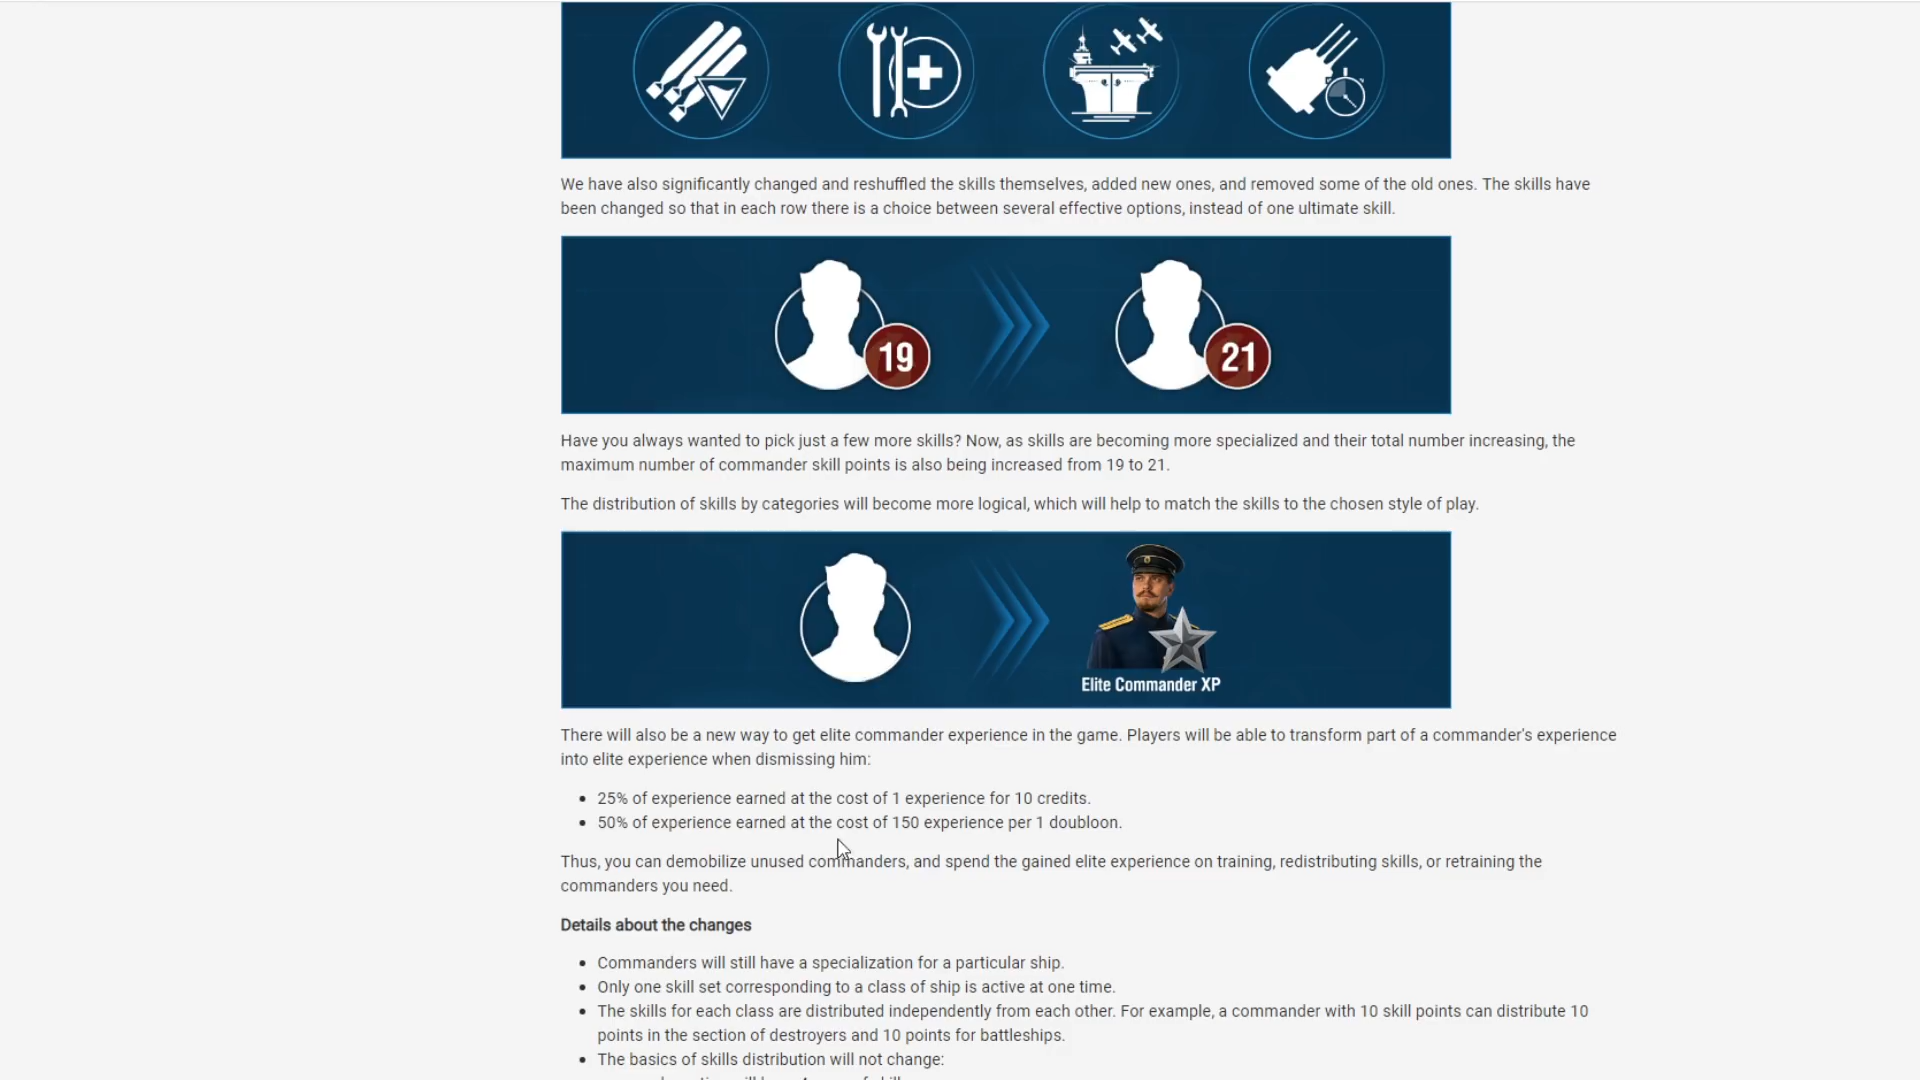 We have also significantly changed and reshuffled the skills themselves, added new ones, and removed some of the old ones. The skills have
been changed so that in each row there is a choice between several effective options, instead of one ultimate skill.
19
21
Have you always wanted to pick just a few more skills? Now, as skills are becoming more specialized and their total number increasing, the
maximum number of commander skill points is also being increased from 19 to 21.
The distribution of skills by categories will become more logical, which will help to match the skills to the chosen style of play.
Elite Commander XP
There will also be a new way to get elite commander experience in the game. Players will be able to transform part of a commander's experience
into elite experience when dismissing him:
• 25% of experience earned at the cost of 1 experience for 10 credits.
• 50% of experience earned at the cost of 150 experience per 1 doubloon.
Thus, you can demobilize unused commanders, and spend the gained elite experience on training, redistributing skills, or retraining the
commanders you need.
Details about the changes
• Commanders will still have a specialization for a particular ship.
• Only one skill set corresponding to a class of ship is active at one time.
• The skills for each class are distributed independently from each other. For example, a commander with 10 skill points can distribute 10
points in the section of destroyers and 10 points for battleships.
• The basics of skills distribution will not change: